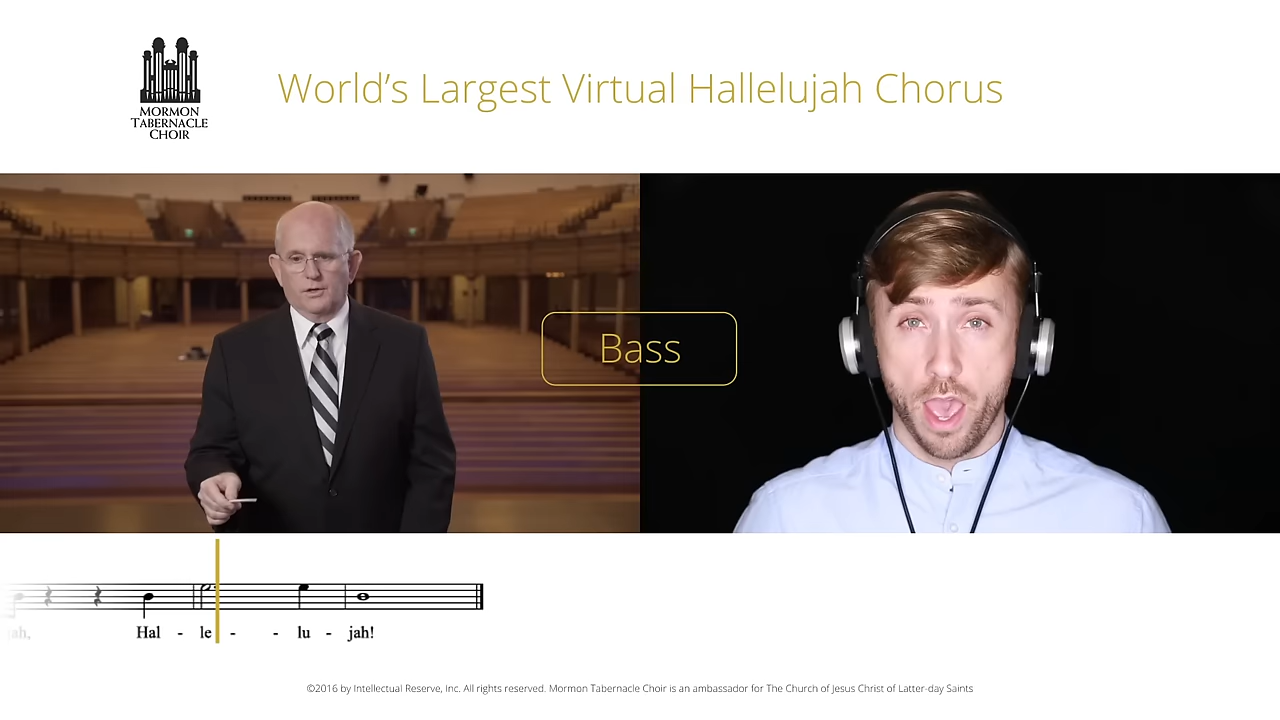 MORMON
TABERNACLE
CHOIR
World's Largest Virtual Hallelujah Chorus
Bass
Hal - le - - lu - jah!
©2016 by Intellectual Reserve, Inc. All rights reserved. Mormon Tabernacle Choir is an ambassador for The Church of Jesus Christ of Latter-day Saints